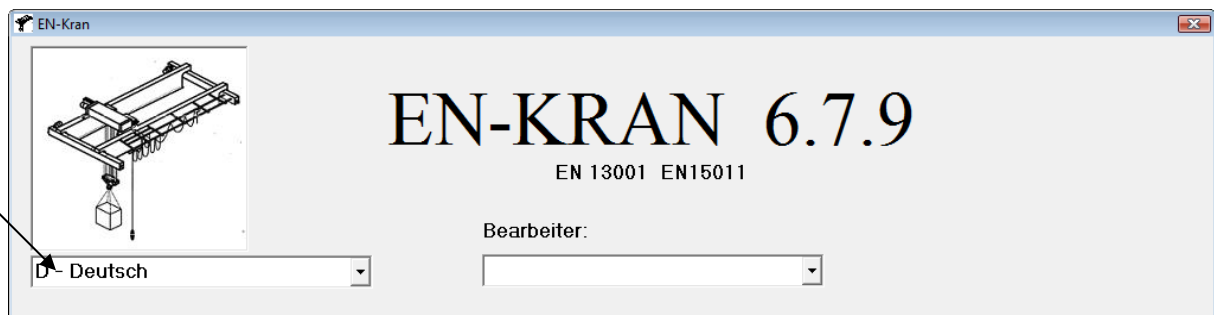 EN-Kran
EN-KRAN 6.7.9
EN 13001 EN15011
Bearbeiter:
D - Deutsch